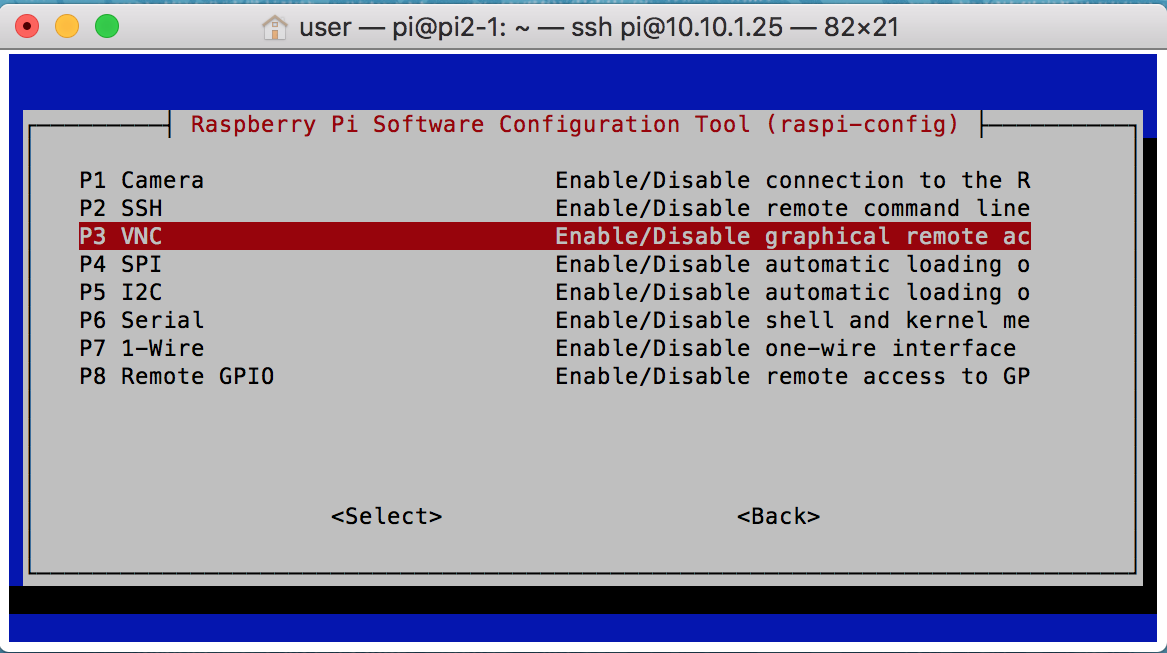 user — pi@pi2-1: ~ — ssh pi@10.10.1.25 — 82×21
Raspberry Pi Software Configuration Tool (raspi-config)
P1 Camera Enable/Disable connection to the R
P2 SSH Enable/Disable remote command line
P3 VNC Enable/Disable graphical remote ac
P4 SPI Enable/Disable automatic loading o
P5 I2C Enable/Disable automatic loading o
P6 Serial Enable/Disable shell and kernel me
P7 1-Wire Enable/Disable one-wire interface
P8 Remote GPIO Enable/Disable remote access to GP
<Select> <Back>